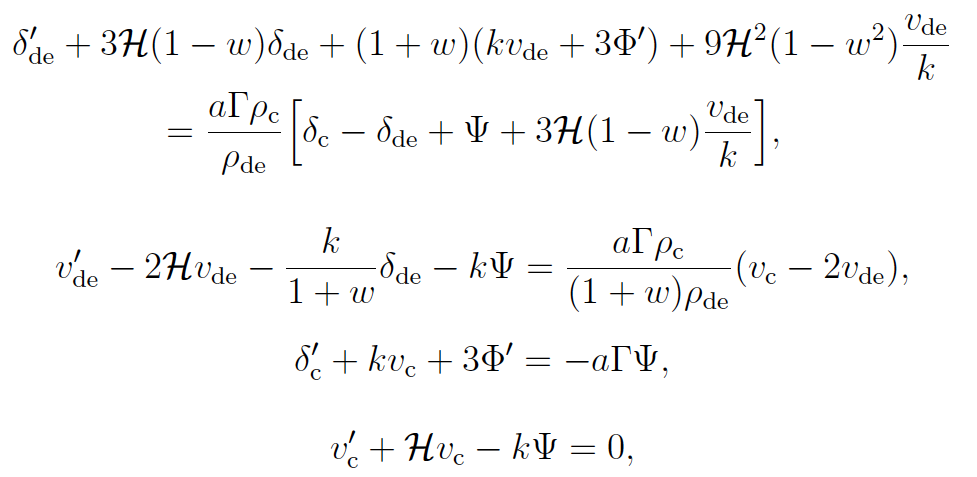 δ′_de + 3ℋ(1 − w)δ_de + (1 + w)(kv_de + 3Φ′) + 9ℋ²(1 − w²) v_de/k
= aΓρ_c/ρ_de [δ_c − δ_de + Ψ + 3ℋ(1 − w) v_de/k],
v′_de − 2ℋv_de − k/(1 + w) δ_de − kΨ = aΓρ_c/((1 + w)ρ_de) (v_c − 2v_de),
δ′_c + kv_c + 3Φ′ = −aΓΨ,
v′_c + ℋv_c − kΨ = 0,